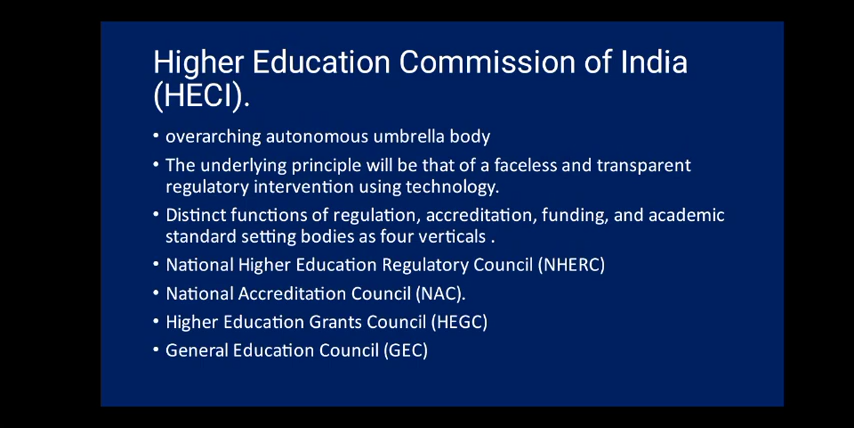 Higher Education Commission of India
(HECI).
• overarching autonomous umbrella body
• The underlying principle will be that of a faceless and transparent
regulatory intervention using technology.
• Distinct functions of regulation, accreditation, funding, and academic
standard setting bodies as four verticals .
• National Higher Education Regulatory Council (NHERC)
• National Accreditation Council (NAC).
• Higher Education Grants Council (HEGC)
• General Education Council (GEC)